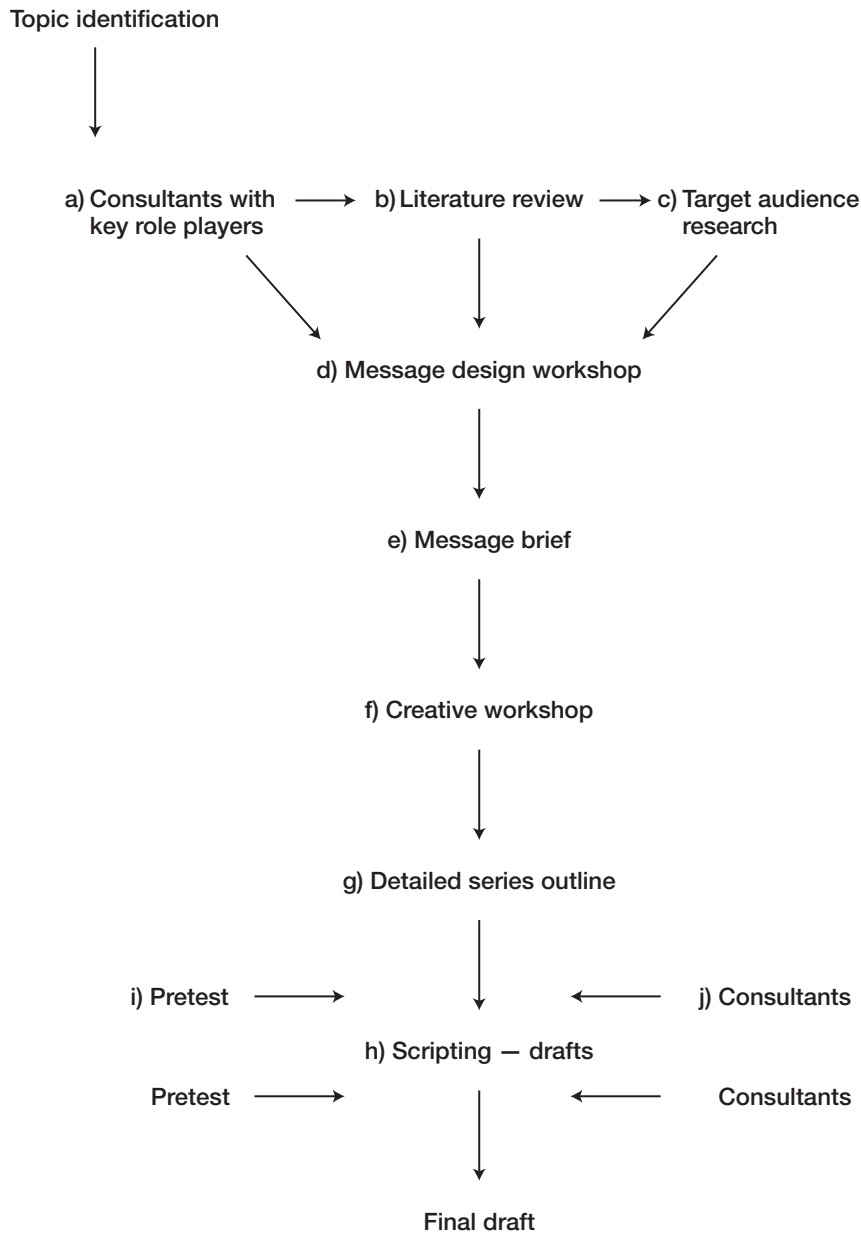 Topic identification
a) Consultants with
key role players
b) Literature review
c) Target audience
research
d) Message design workshop
e) Message brief
f) Creative workshop
g) Detailed series outline
i) Pretest
j) Consultants
h) Scripting — drafts
Pretest
Consultants
Final draft